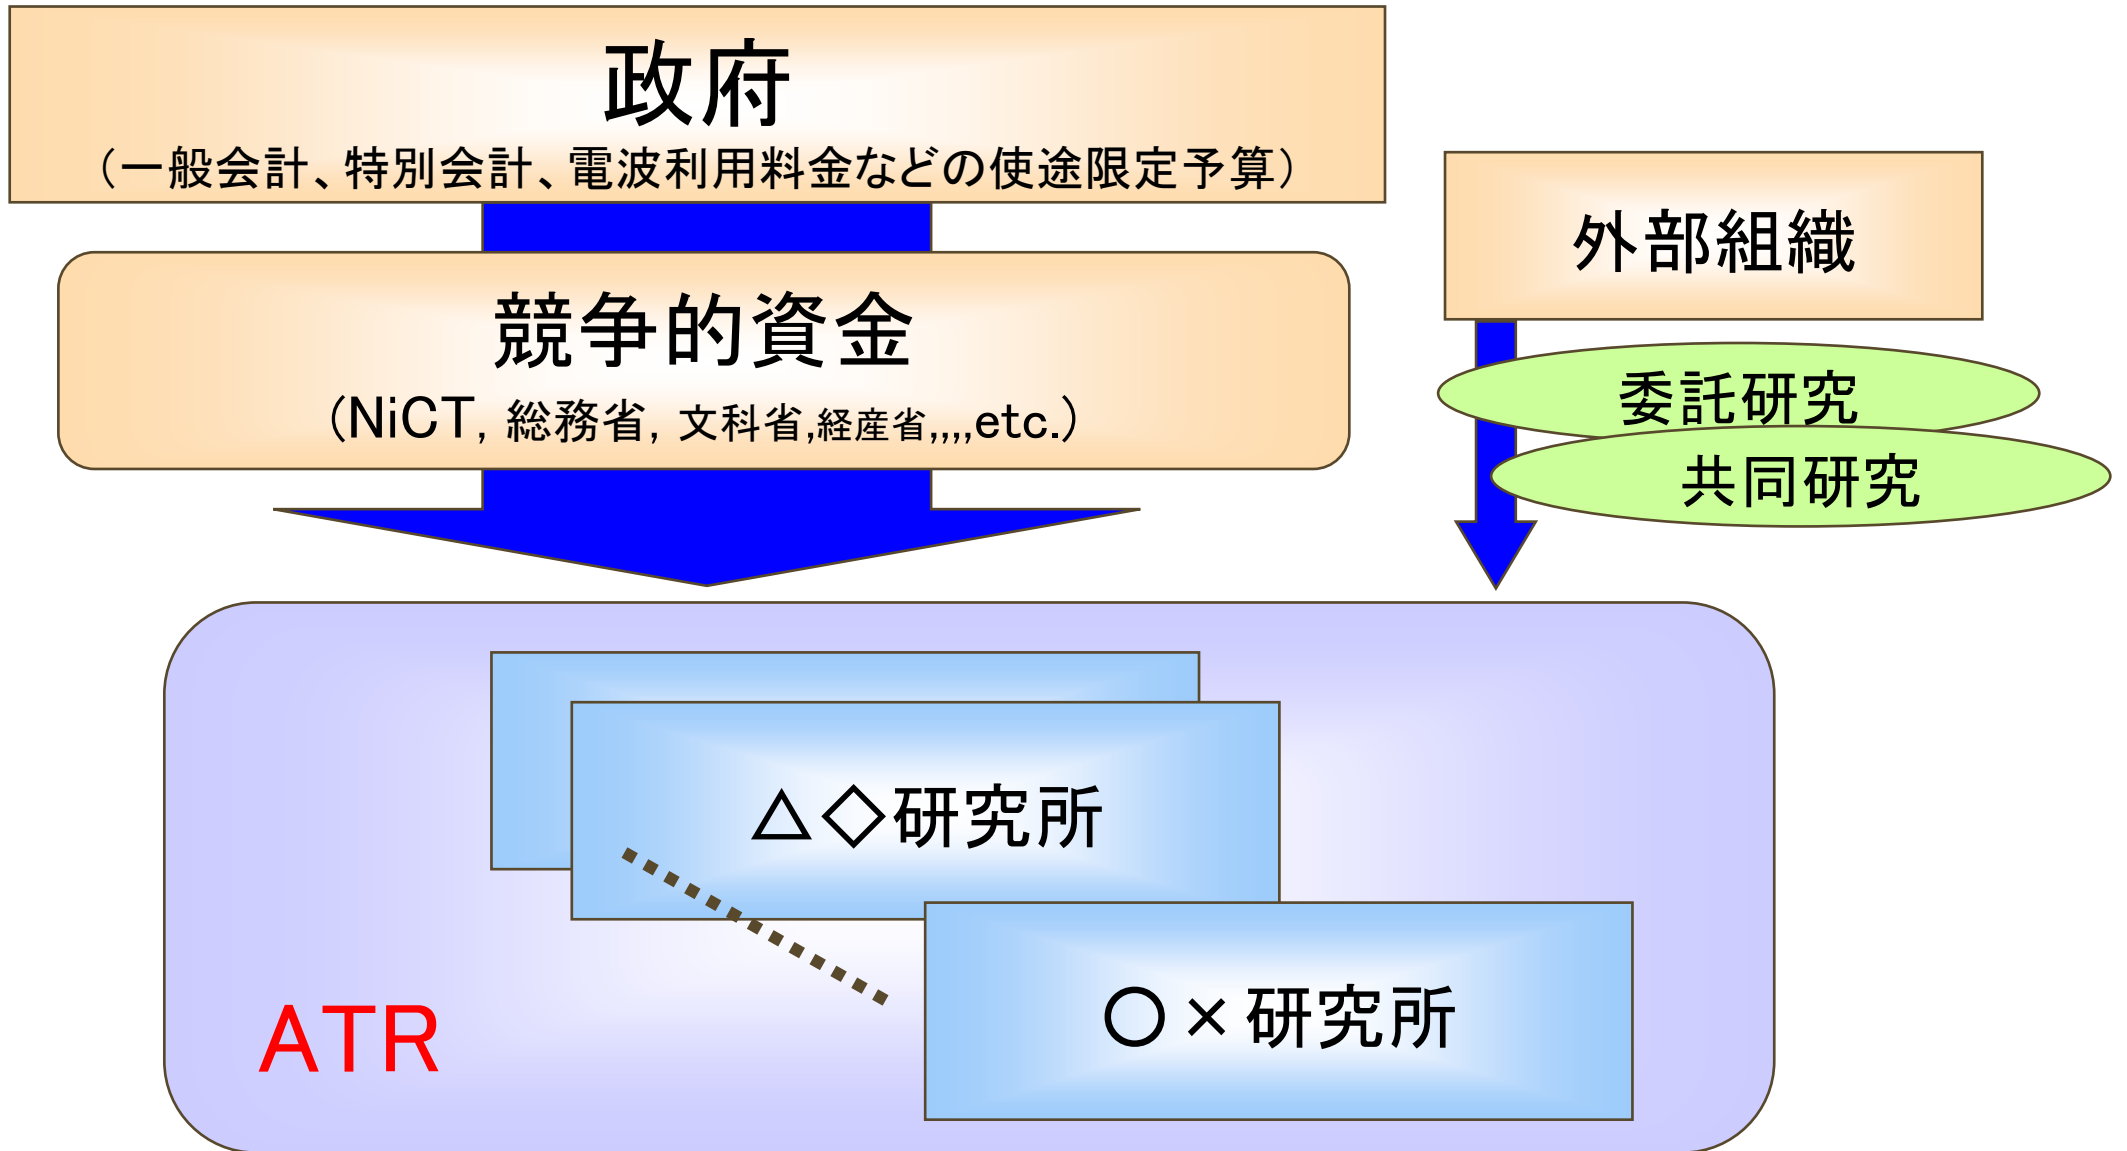 政府
(一般会計、特別会計、電波利用料金などの使途限定予算)
外部組織
競争的資金
(NiCT, 総務省, 文科省,経産省,,,,etc.)
委託研究
共同研究
△◇研究所
○×研究所
ATR